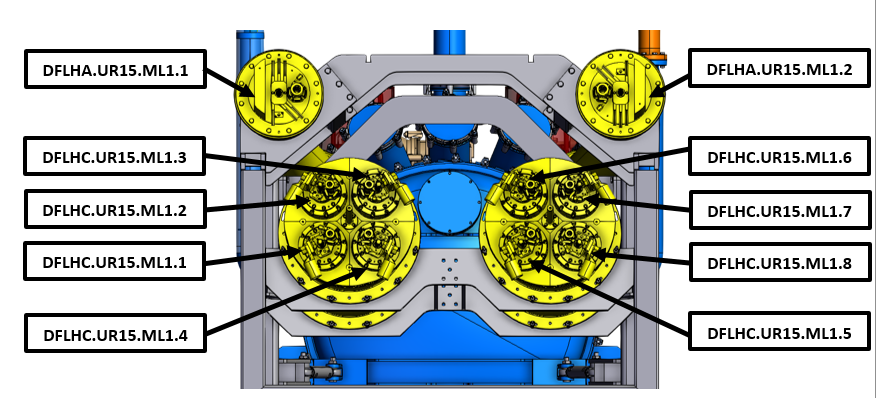 DFLHA.UR15.ML1.1
DFLHA.UR15.ML1.2
DFLHC.UR15.ML1.3
DFLHC.UR15.ML1.6
DFLHC.UR15.ML1.2
DFLHC.UR15.ML1.7
DFLHC.UR15.ML1.1
DFLHC.UR15.ML1.8
DFLHC.UR15.ML1.4
DFLHC.UR15.ML1.5